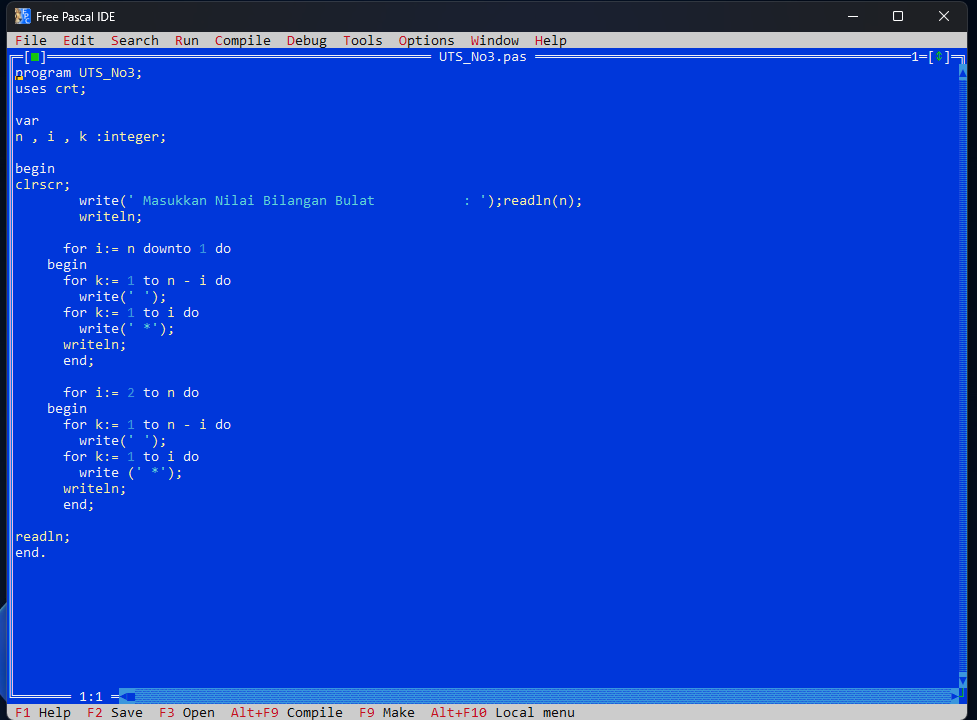 Free Pascal IDE
File Edit Search Run Compile Debug Tools Options Window Help
UTS_No3.pas 1=[↕]
program UTS_No3;
uses crt;
var
n , i , k :integer;
begin
clrscr;
write(' Masukkan Nilai Bilangan Bulat           : ');readln(n);
writeln;
for i:= n downto 1 do
begin
for k:= 1 to n - i do
write(' ');
for k:= 1 to i do
write(' *');
writeln;
end;
for i:= 2 to n do
begin
for k:= 1 to n - i do
write(' ');
for k:= 1 to i do
write (' *');
writeln;
end;
readln;
end.
1:1
F1 Help F2 Save F3 Open Alt+F9 Compile F9 Make Alt+F10 Local menu